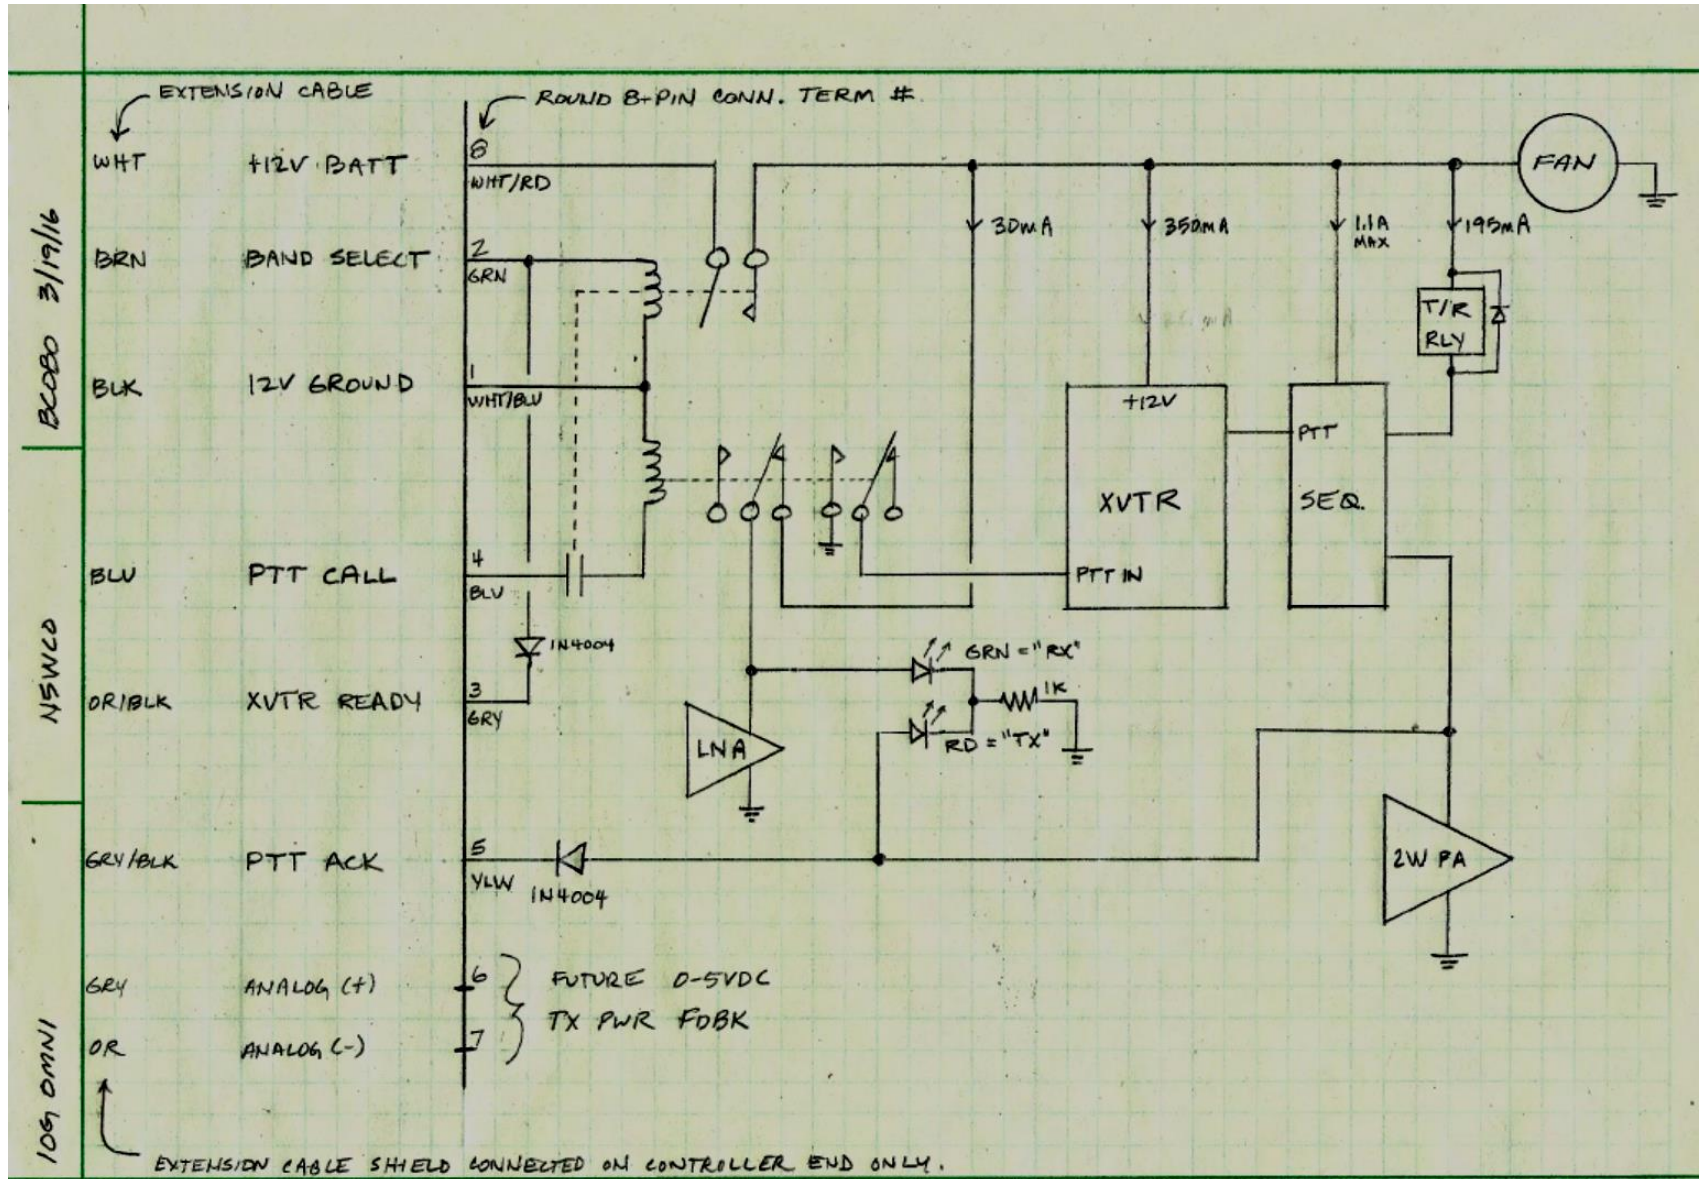 EXTENSION CABLE
ROUND 8-PIN CONN. TERM #.
WHT +12V BATT 8
WHT/RD
FAN
30mA
350mA
1.1A
MAX
195mA
BRN BAND SELECT 2
GRN
T/R
RLY
BLK 12V GROUND 1
WHT/BLU
+12V
PTT
XVTR
SEQ.
BLU PTT CALL 4
BLU
PTT IN
1N4004
GRN = "RX"
OR/BLK XVTR READY 3
GRY
1K
RD = "TX"
LNA
GRY/BLK PTT ACK 5
YLW
1N4004
2W PA
GRY ANALOG (+) 6
FUTURE 0-5VDC
TX PWR FDBK
OR ANALOG (-) 7
EXTENSION CABLE SHIELD CONNECTED ON CONTROLLER END ONLY.
10G OMNI
N5WCO
3/19/16